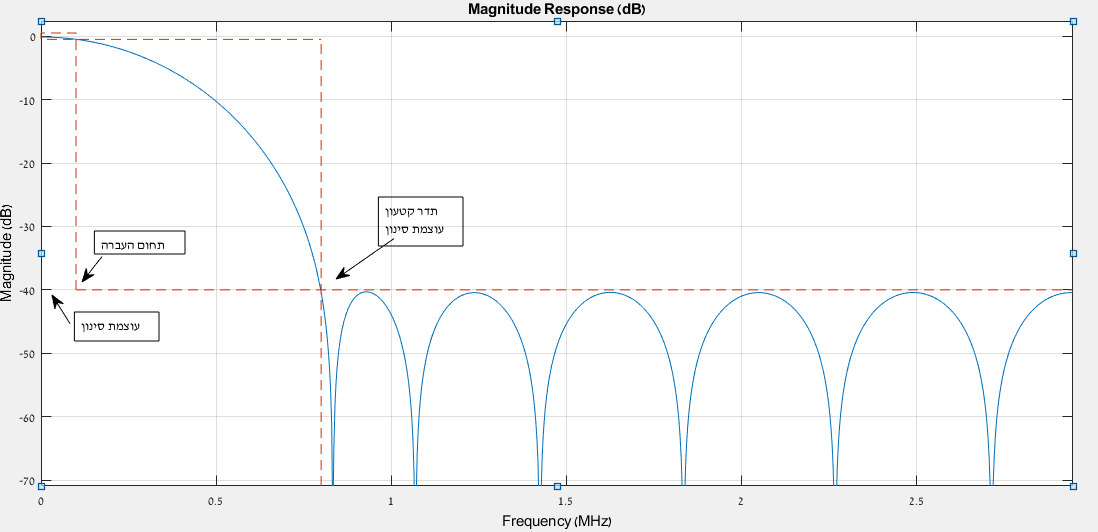 Magnitude Response (dB)
Magnitude (dB)
0
-10
-20
-30
-40
-50
-60
-70
תדר קטעון
עוצמת סינון
תחום העברה
עוצמת סינון
0
0.5
1
1.5
2
2.5
Frequency (MHz)